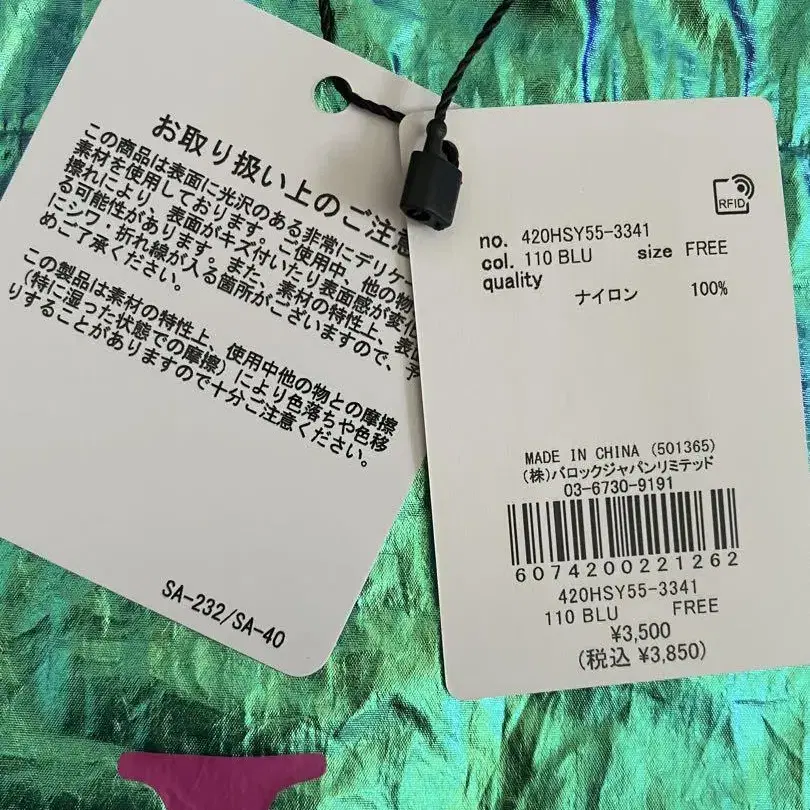 お取り扱い上のご注意
この商品は表面に光沢のある非常にデリケー
素材を使用しております。ご使用中、他の物
擦れにより、表面がキズ付いたり表面感が変化
る可能性があります。また、素材の特性上、表面
にシワ・折れ線が入る箇所がございますので、予
めご了承ください。
この製品は素材の特性上、使用中他の物との摩擦
(特に湿った状態での摩擦)により色落ちや色移
りすることがありますので十分ご注意ください。
SA-232/SA-40
RFID
no. 420HSY55-3341
col. 110 BLU size FREE
quality
ナイロン 100%
MADE IN CHINA (501365)
(株)バロックジャパンリミテッド
03-6730-9191
6074200221262
420HSY55-3341
110 BLU FREE
¥3,500
(税込 ¥3,850)